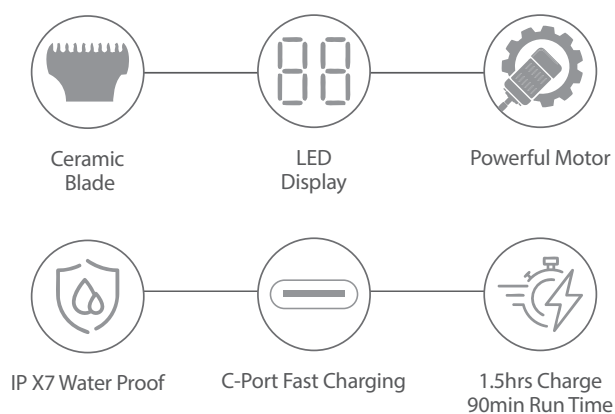 Ceramic
Blade
LED
Display
Powerful Motor
IP X7 Water Proof
C-Port Fast Charging
1.5hrs Charge
90min Run Time